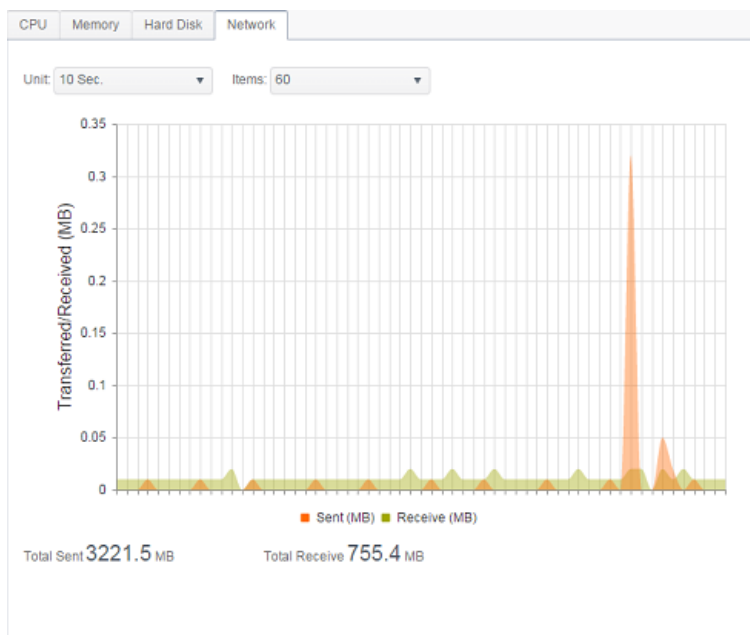 CPU Memory Hard Disk Network
Unit: 10 Sec. Items: 60
0.35
0.3
0.25
0.2
0.15
0.1
0.05
0
Transferred/Received (MB)
Sent (MB) Receive (MB)
Total Sent 3221.5 MB Total Receive 755.4 MB